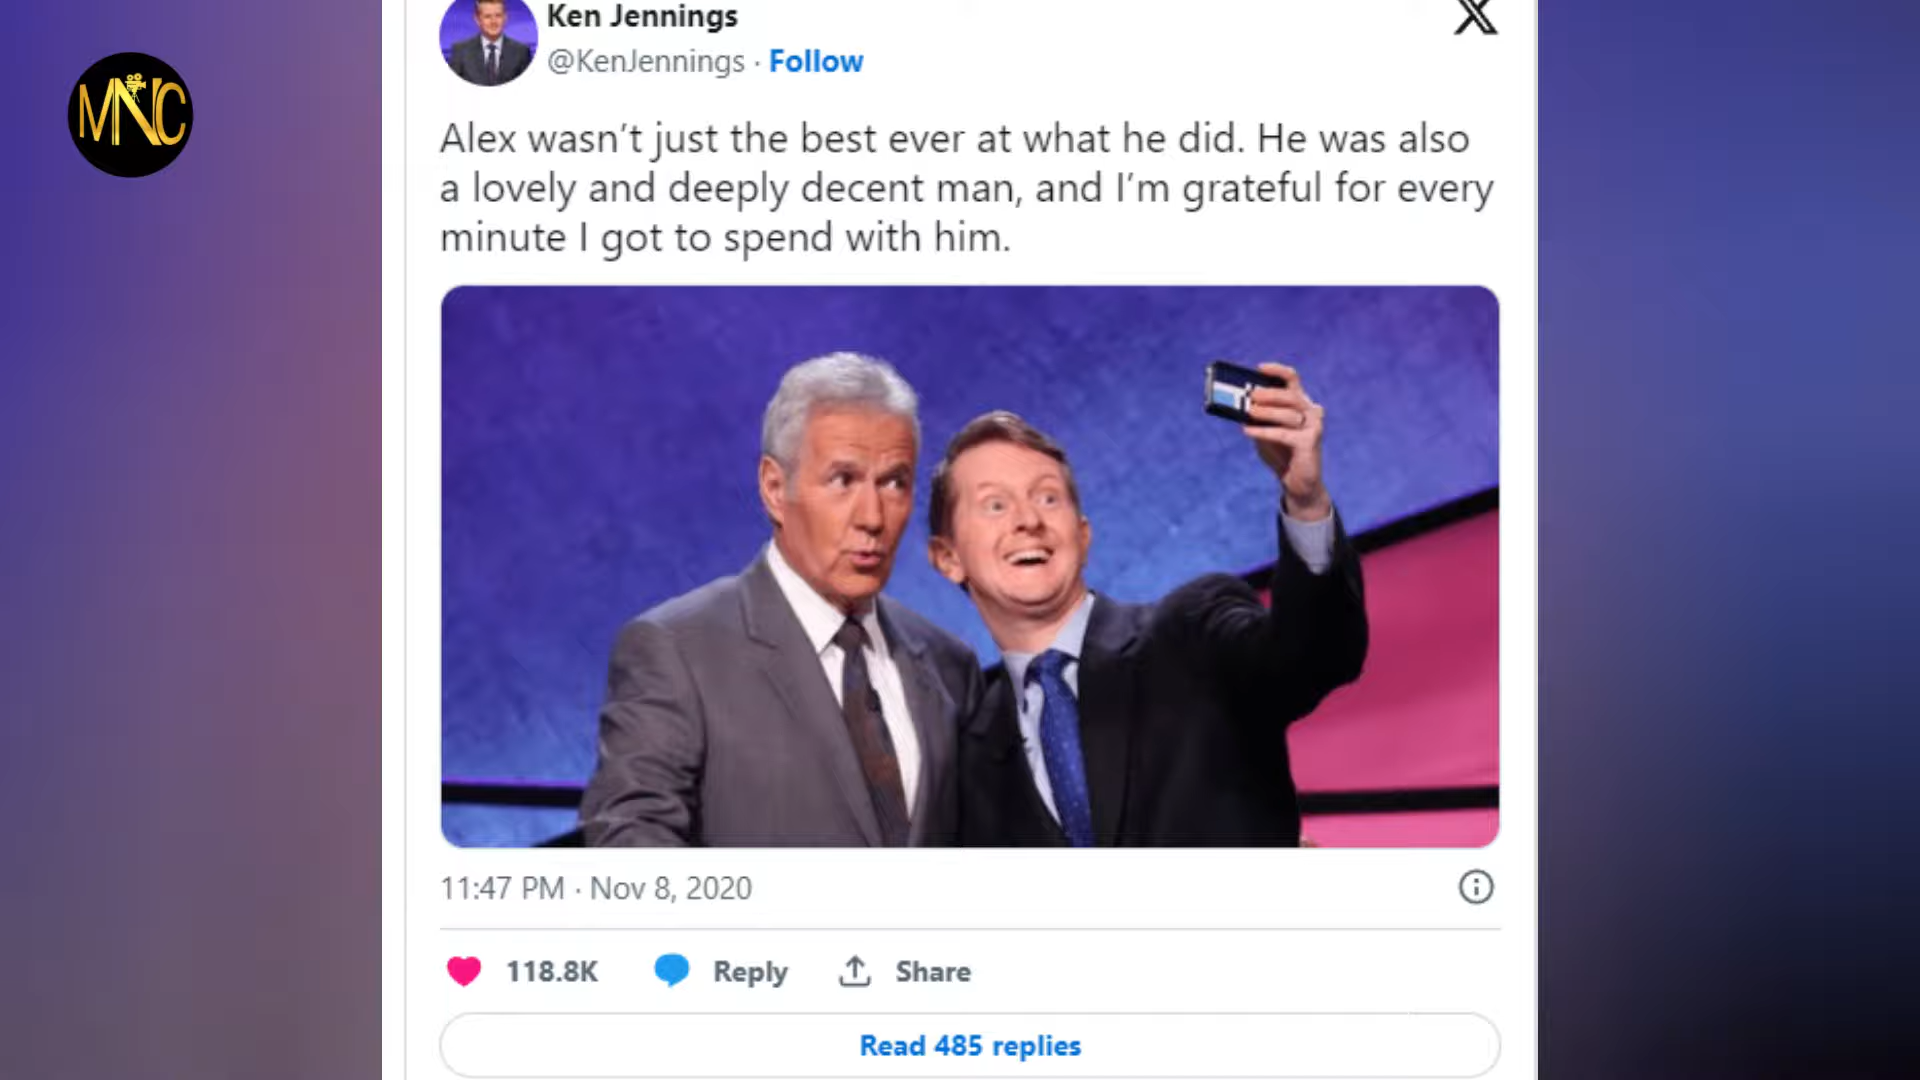 MNC
Ken Jennings
@KenJennings · Follow
Alex wasn’t just the best ever at what he did. He was also
a lovely and deeply decent man, and I’m grateful for every
minute I got to spend with him.
11:47 PM · Nov 8, 2020
118.8K Reply Share
Read 485 replies